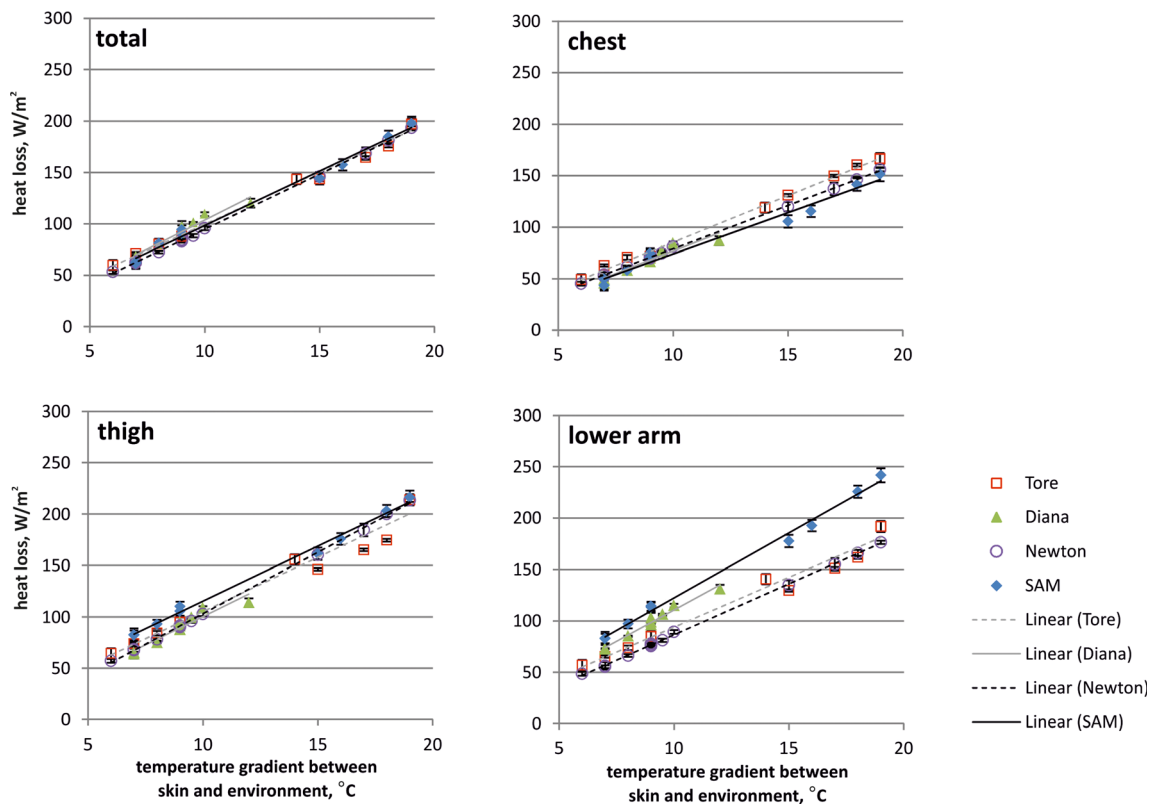 total
heat loss, W/m²
300
250
200
150
100
50
0
5
10
15
20
chest
300
250
200
150
100
50
0
5
10
15
20
thigh
heat loss, W/m²
300
250
200
150
100
50
0
5
10
15
20
temperature gradient between
skin and environment, °C
lower arm
300
250
200
150
100
50
0
5
10
15
20
temperature gradient between
skin and environment, °C
Tore
Diana
Newton
SAM
Linear (Tore)
Linear (Diana)
Linear (Newton)
Linear (SAM)